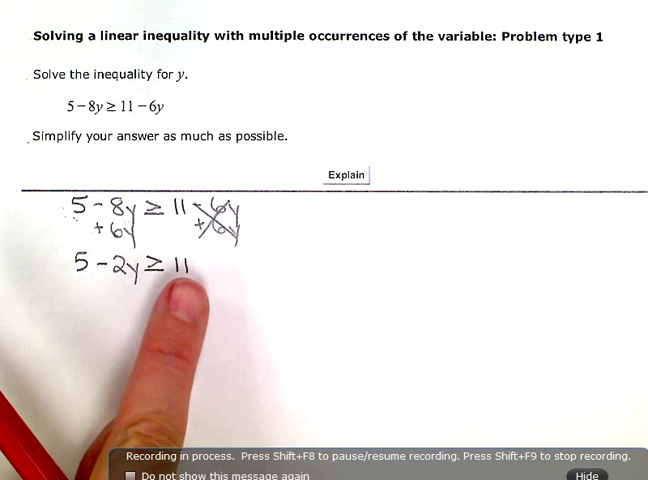 Solving a linear inequality with multiple occurrences of the variable: Problem type 1
Solve the inequality for y.
5−8y ≥ 11−6y
Simplify your answer as much as possible.
Explain
5 - 8y ≥ 11 - 6y
+ 6y + 6y
5 - 2y ≥ 11
Recording in process. Press Shift+F8 to pause/resume recording. Press Shift+F9 to stop recording.
Do not show this message again Hide